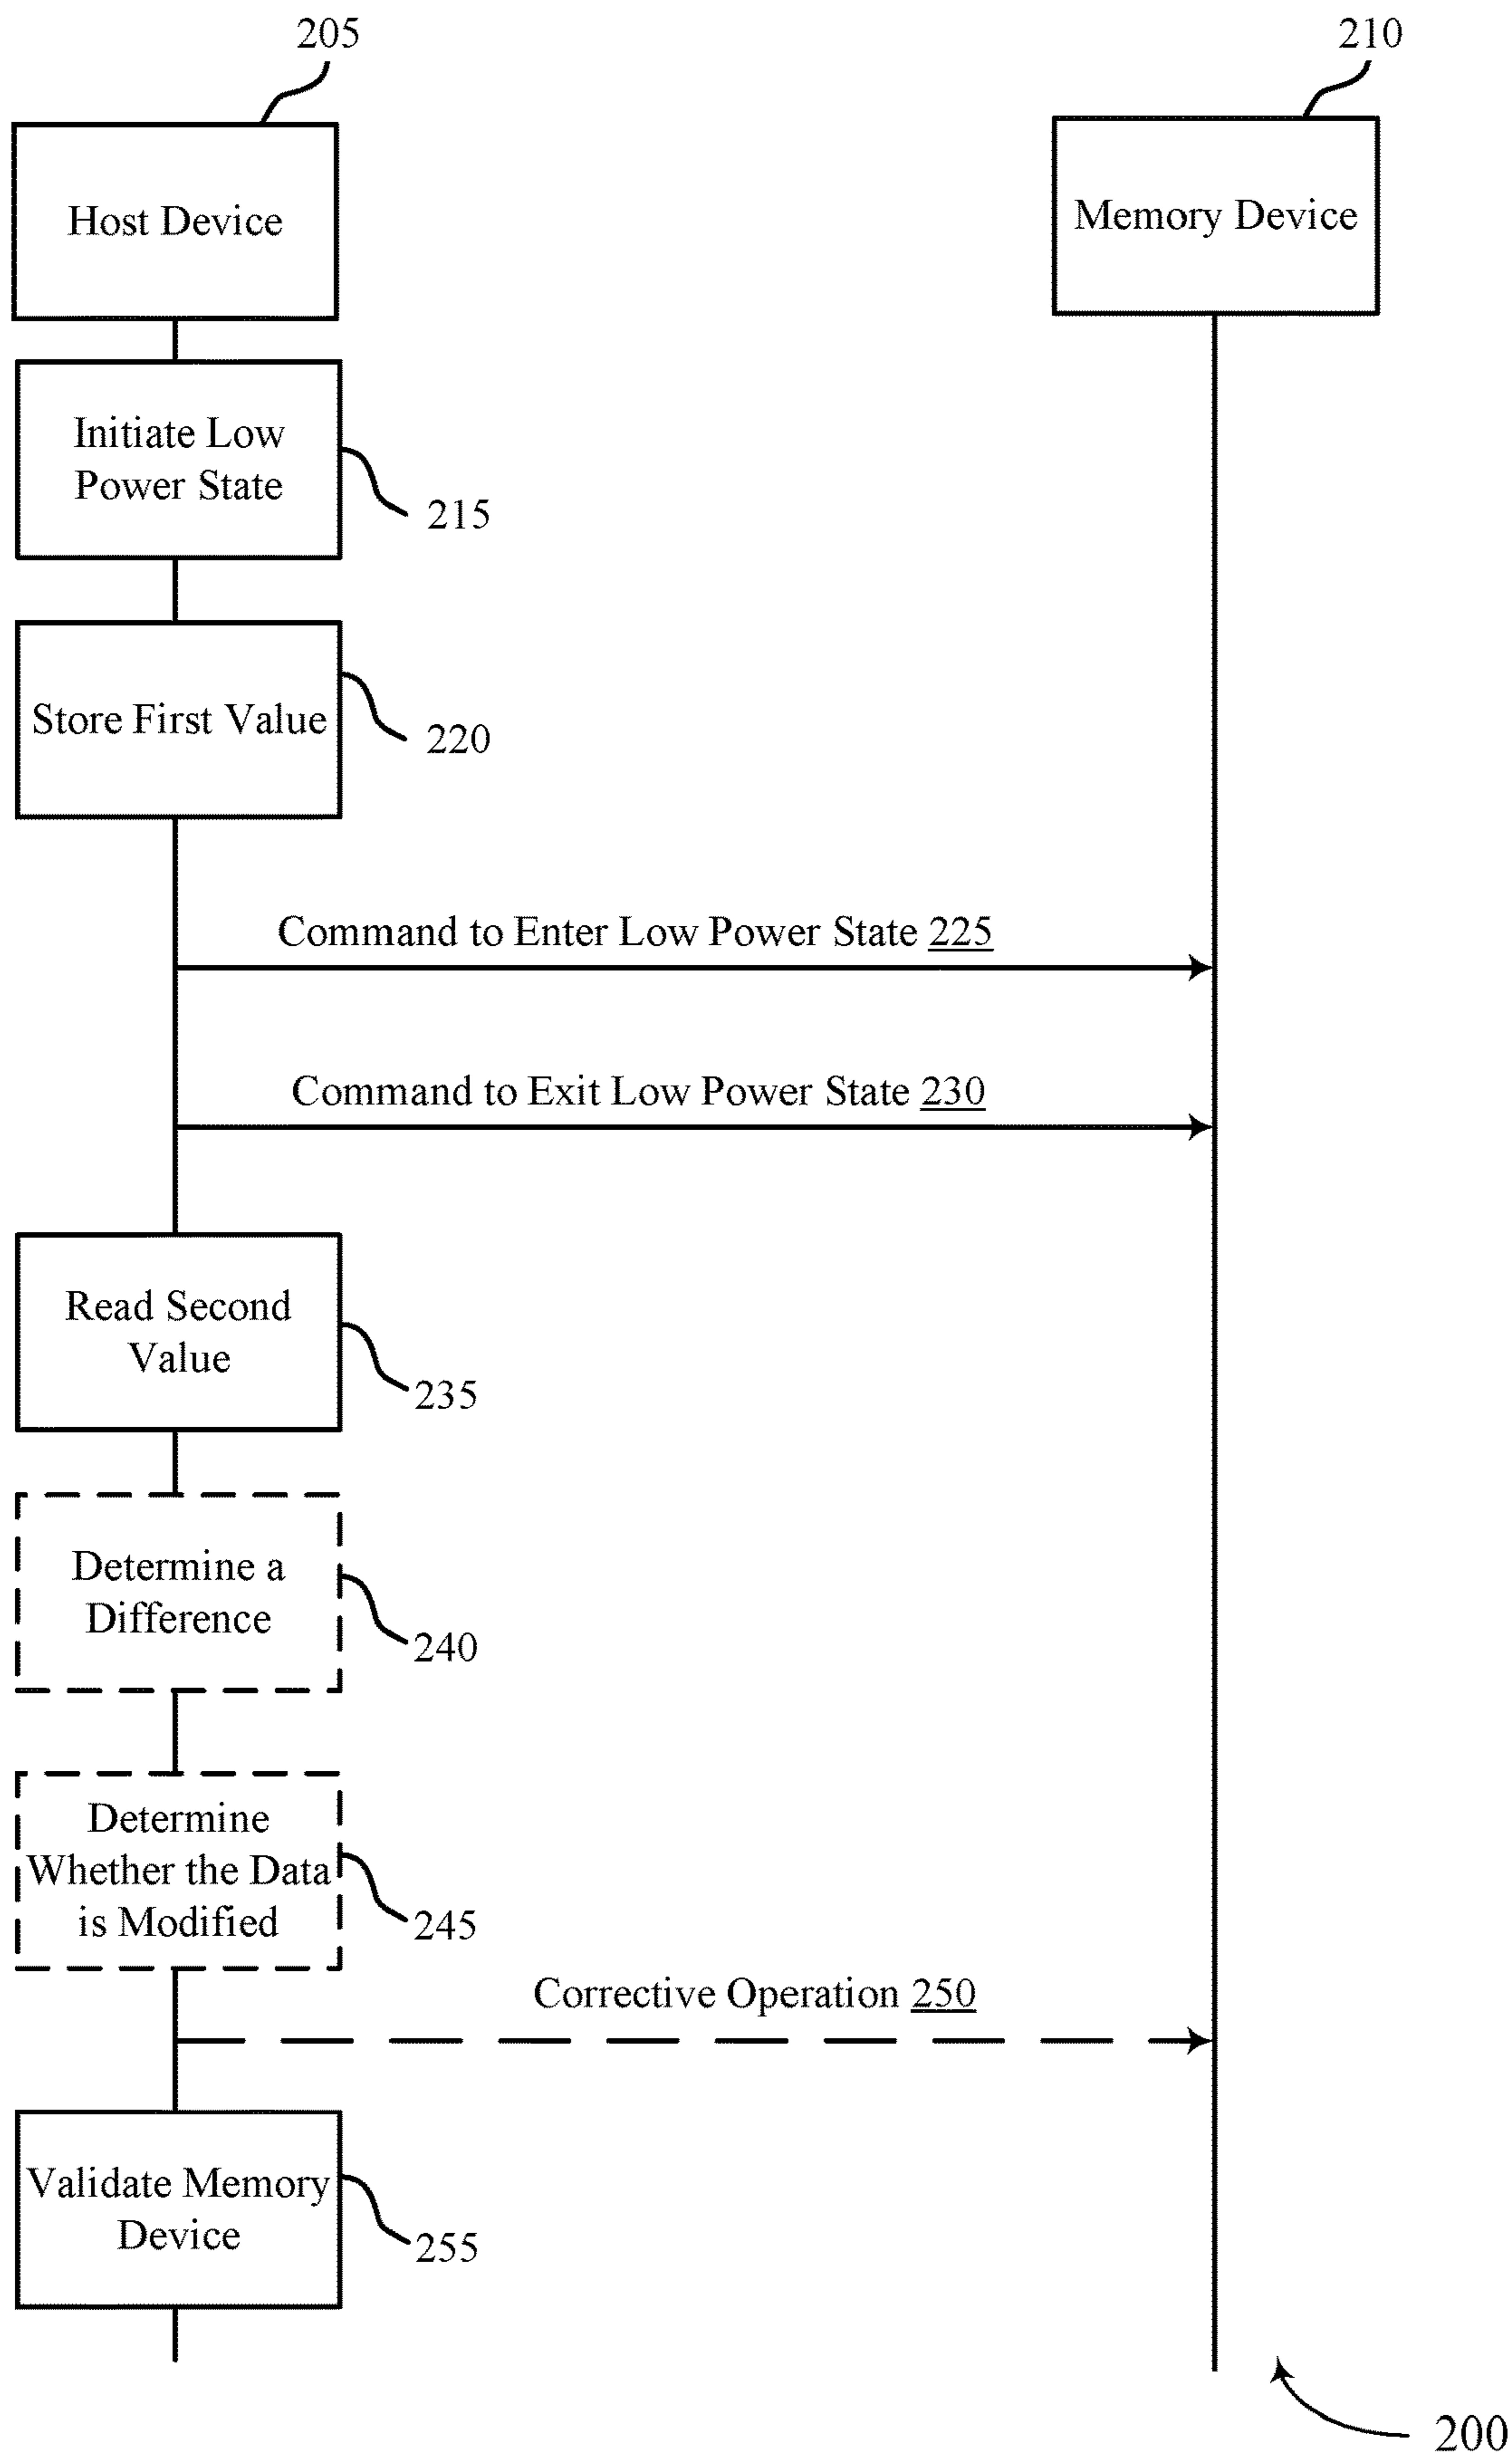 205
210
Host Device
Memory Device
Initiate Low
Power State
215
Store First Value
220
Command to Enter Low Power State 225
Command to Exit Low Power State 230
Read Second
Value
235
Determine a
Difference
240
Determine
Whether the Data
is Modified
245
Corrective Operation 250
Validate Memory
Device
255
200